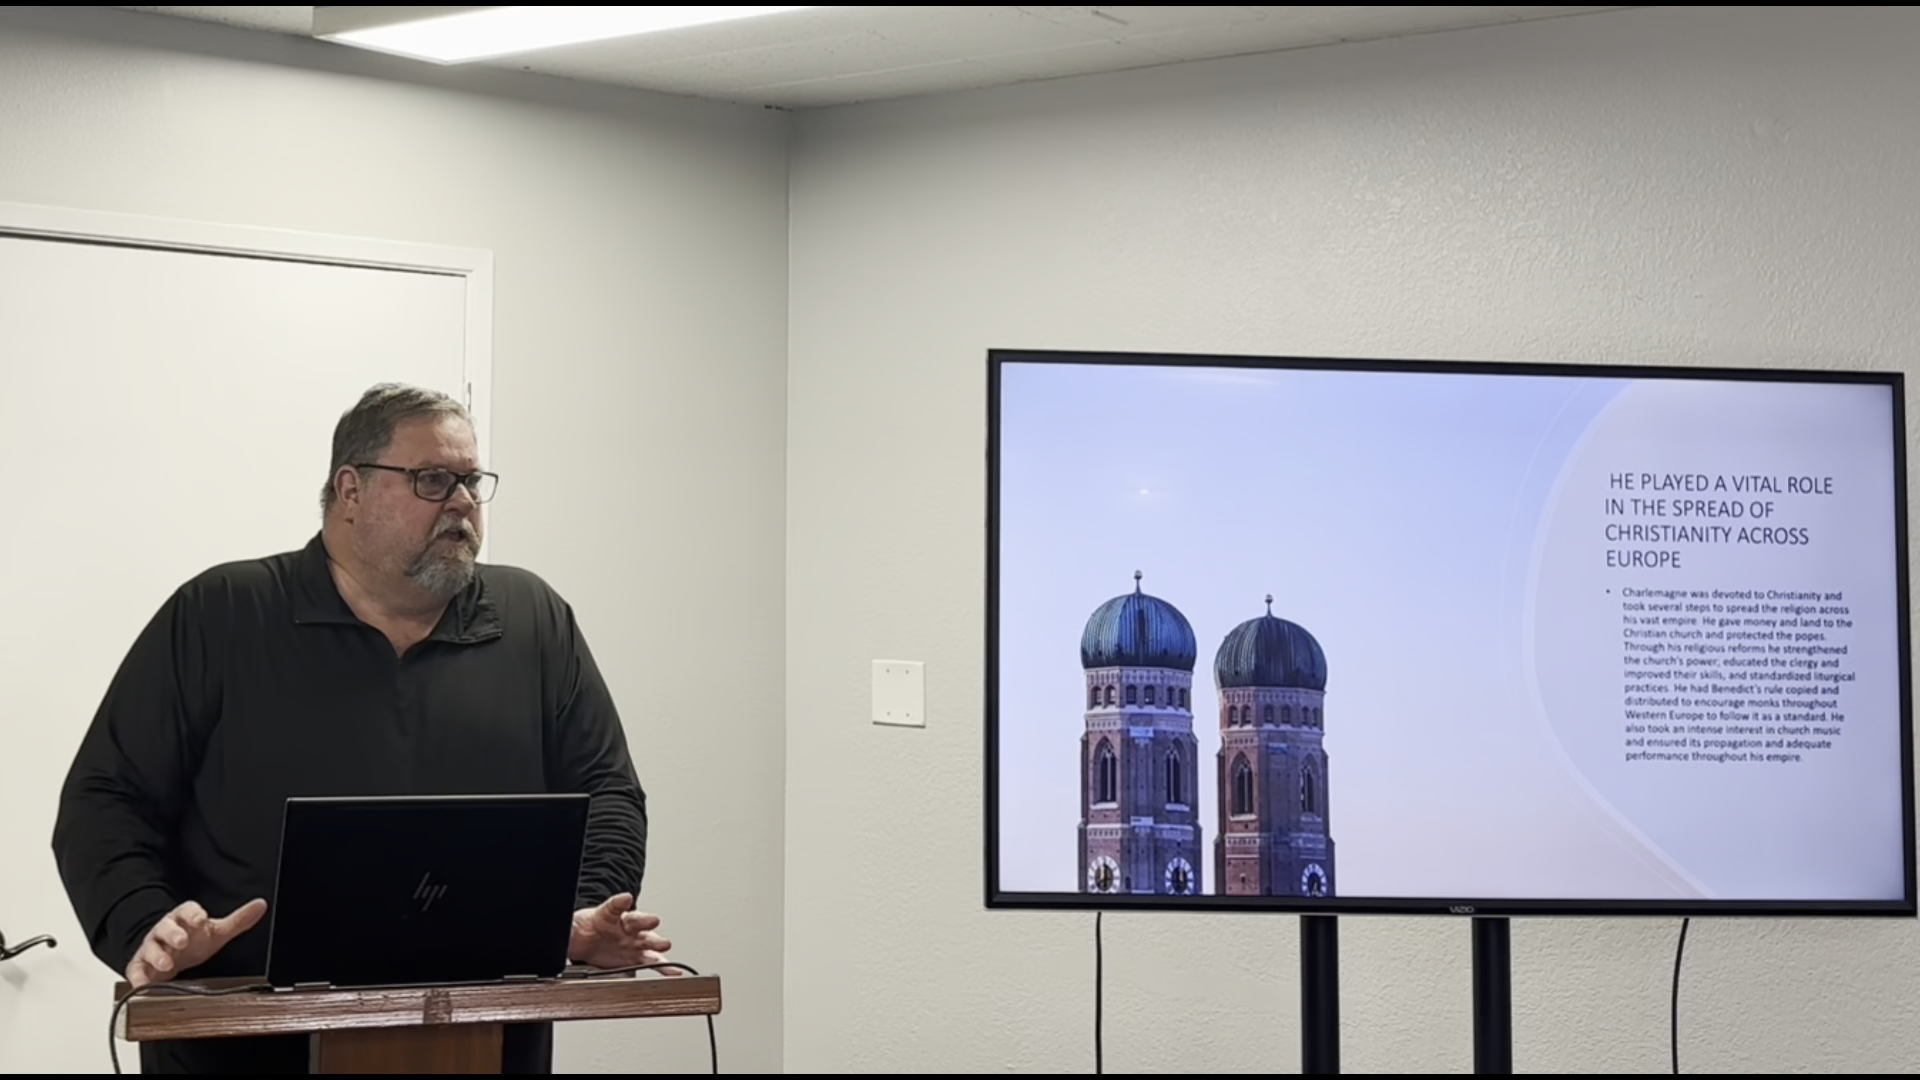 HE PLAYED A VITAL ROLE
IN THE SPREAD OF
CHRISTIANITY ACROSS
EUROPE
• Charlemagne was devoted to Christianity and
took several steps to spread the religion across
his vast empire. He gave money and land to the
Christian church and protected the popes.
Through his religious reforms he strengthened
the church's power; educated the clergy and
improved their skills; and standardized liturgical
practices. He had Benedict's rule copied and
distributed to encourage monks throughout
Western Europe to follow it as a standard. He
also took an intense interest in church music
and ensured its propagation and adequate
performance throughout his empire.
VIZIO
hp